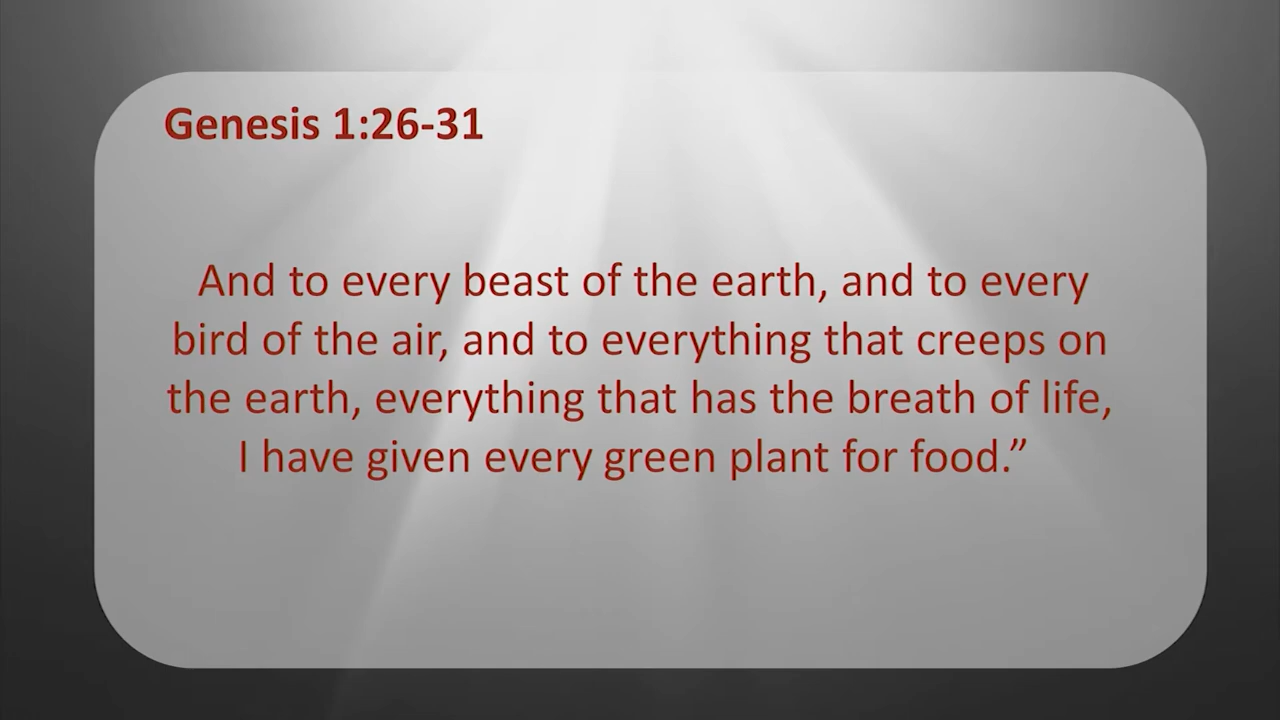 Genesis 1:26-31
And to every beast of the earth, and to every
bird of the air, and to everything that creeps on
the earth, everything that has the breath of life,
I have given every green plant for food.”